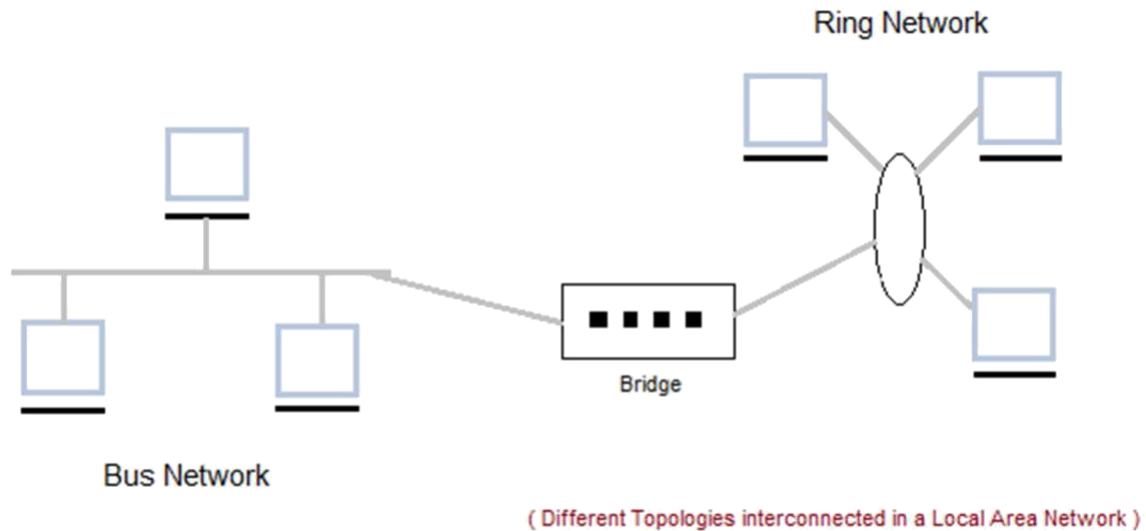 Ring Network
Bridge
Bus Network
( Different Topologies interconnected in a Local Area Network )